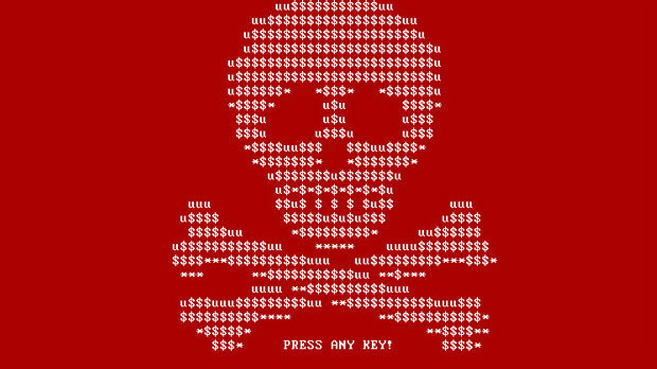 uu$$$$$$$$$$$uu
uu$$$$$$$$$$$$$$$$$uu
u$$$$$$$$$$$$$$$$$$$$$u
u$$$$$$$$$$$$$$$$$$$$$$$u
u$$$$$$$$$$$$$$$$$$$$$$$$$u
u$$$$$$$$$$$$$$$$$$$$$$$$$u
u$$$$$$* *$$$* *$$$$$$u
*$$$$* u$u $$$$*
$$$u u$u u$$$
$$$u u$$$u u$$$
*$$$$uu$$$ $$$uu$$$$*
*$$$$$$$* *$$$$$$$*
u$$$$$$$u$$$$$$$u
u$*$*$*$*$*$*$u
uuu $$u$ $ $ $ $u$$ uuu
u$$$$ $$$$$u$u$u$$$ u$$$$
$$$$$uu *$$$$$$$$$* uu$$$$$$
u$$$$$$$$$$$uu ***** uuuu$$$$$$$$$
$$$$***$$$$$$$$$$uuu uu$$$$$$$$$***$$$*
*** **$$$$$$$$$$$uu **$***
uuuu **$$$$$$$$$$uuu
u$$$uuu$$$$$$$$$uu **$$$$$$$$$$$uuu$$$
$$$$$$$$$$**** **$$$$$$$$$$$*
*$$$$$* **$$$$**
$$$* PRESS ANY KEY! $$$$*